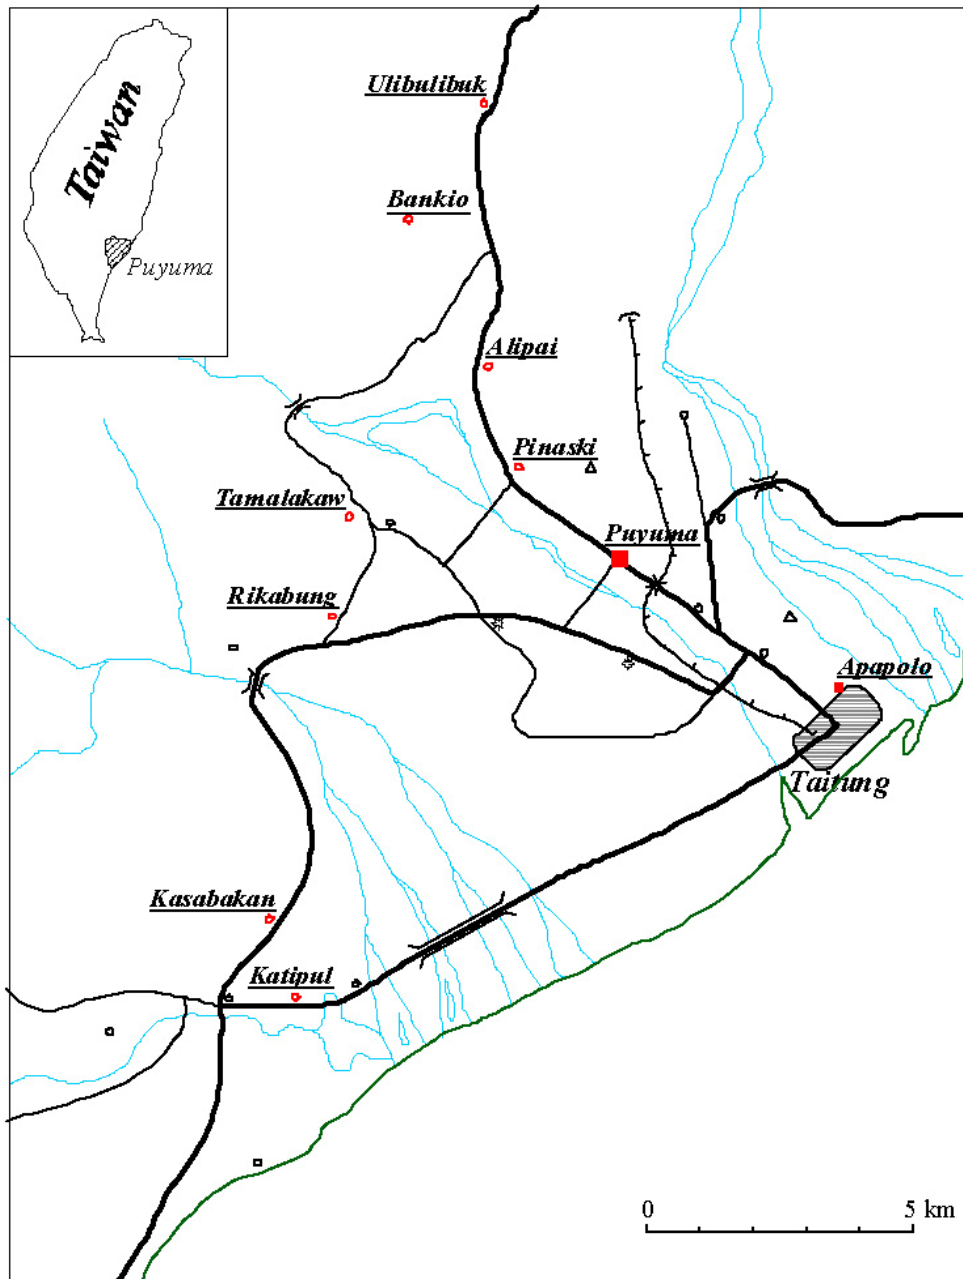 Taiwan
Puyuma
Ulibulibuk
Bankio
Alipai
Pinaski
Tamalakaw
Puyuma
Rikabung
Apapolo
Taitung
Kasabakan
Katipul
0 5 km